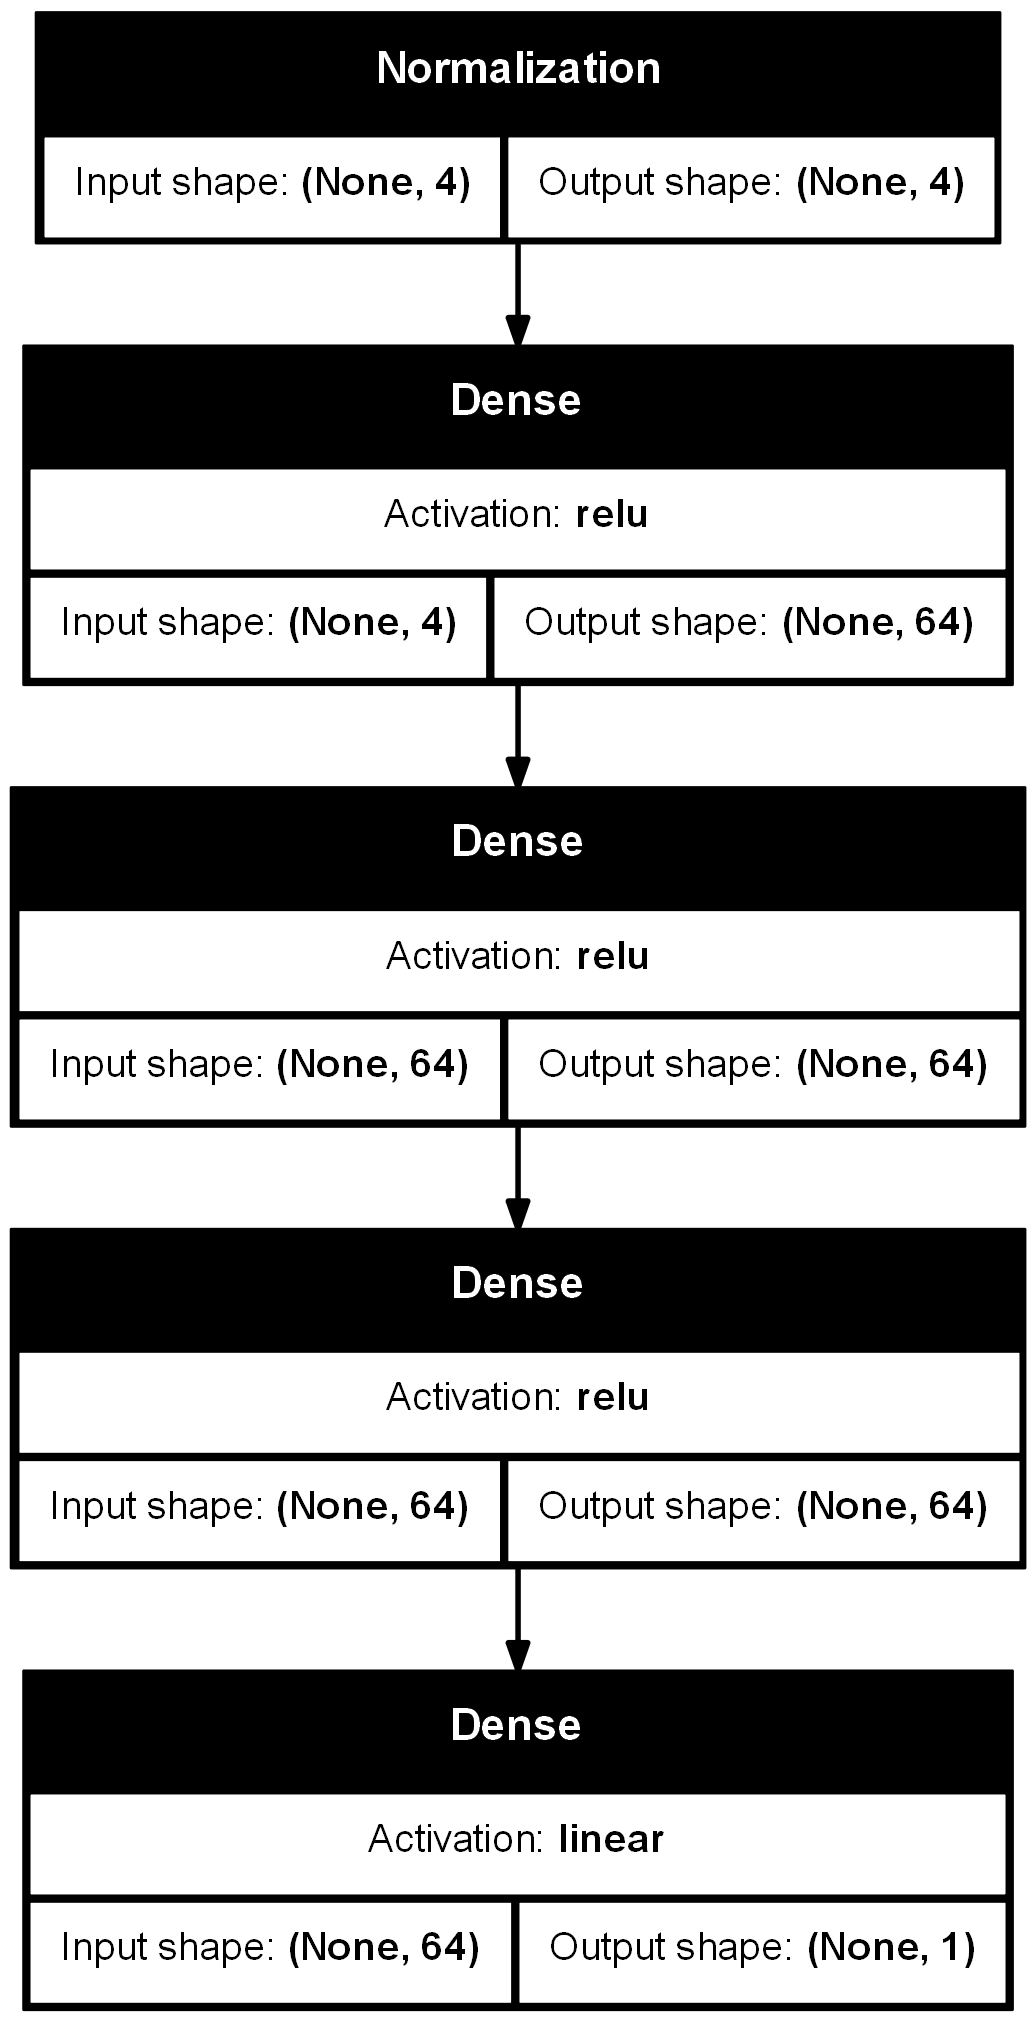 Normalization
Input shape: (None, 4) Output shape: (None, 4)
Dense
Activation: relu
Input shape: (None, 4) Output shape: (None, 64)
Dense
Activation: relu
Input shape: (None, 64) Output shape: (None, 64)
Dense
Activation: relu
Input shape: (None, 64) Output shape: (None, 64)
Dense
Activation: linear
Input shape: (None, 64) Output shape: (None, 1)